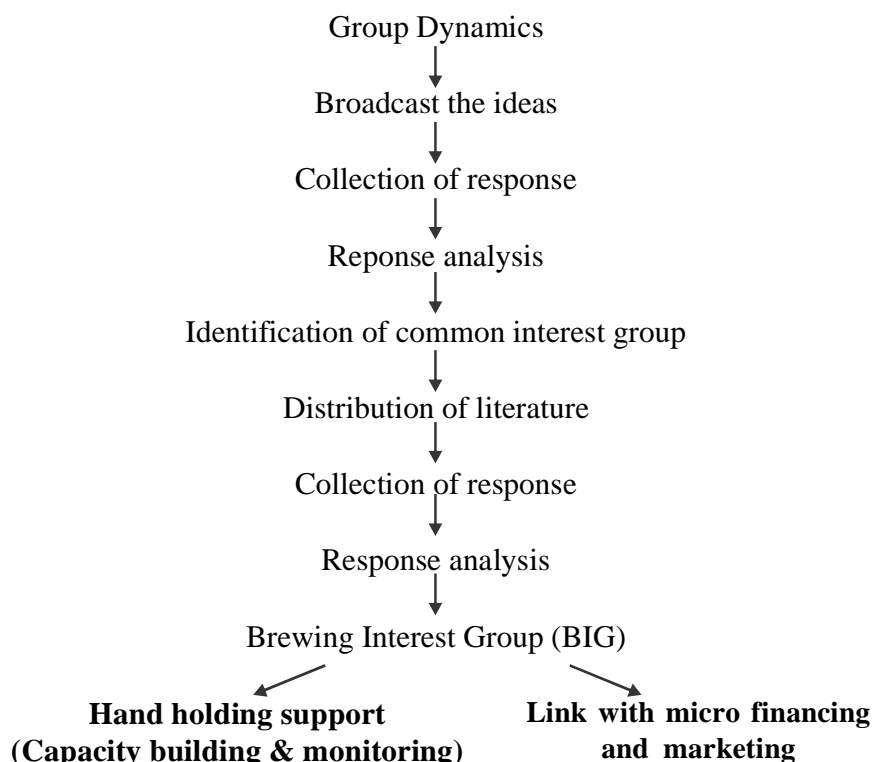 Group Dynamics
Broadcast the ideas
Collection of response
Reponse analysis
Identification of common interest group
Distribution of literature
Collection of response
Response analysis
Brewing Interest Group (BIG)
Hand holding support
(Capacity building & monitoring)
Link with micro financing
and marketing